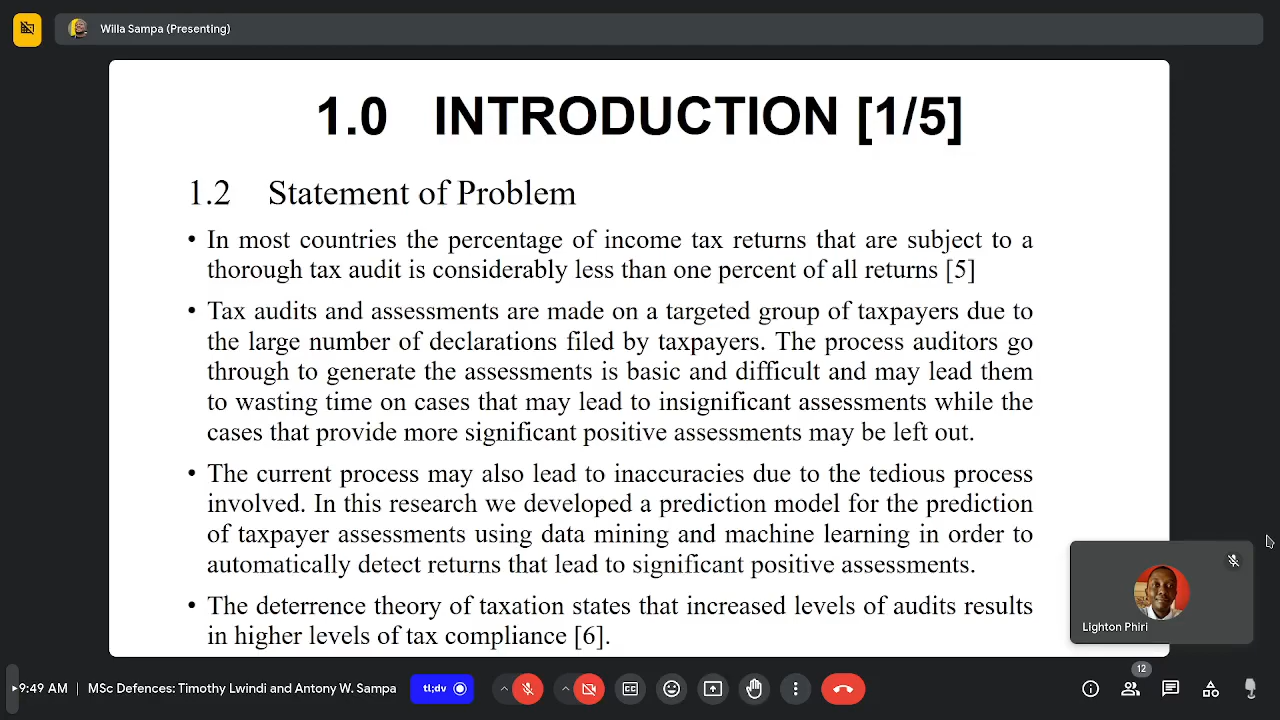 Willa Sampa (Presenting)
1.0 INTRODUCTION [1/5]
1.2 Statement of Problem
• In most countries the percentage of income tax returns that are subject to a
thorough tax audit is considerably less than one percent of all returns [5]
• Tax audits and assessments are made on a targeted group of taxpayers due to
the large number of declarations filed by taxpayers. The process auditors go
through to generate the assessments is basic and difficult and may lead them
to wasting time on cases that may lead to insignificant assessments while the
cases that provide more significant positive assessments may be left out.
• The current process may also lead to inaccuracies due to the tedious process
involved. In this research we developed a prediction model for the prediction
of taxpayer assessments using data mining and machine learning in order to
automatically detect returns that lead to significant positive assessments.
• The deterrence theory of taxation states that increased levels of audits results
in higher levels of tax compliance [6].
Lighton Phiri
9:49 AM | MSc Defences: Timothy Lwindi and Antony W. Sampa
tl;dv
CC
12